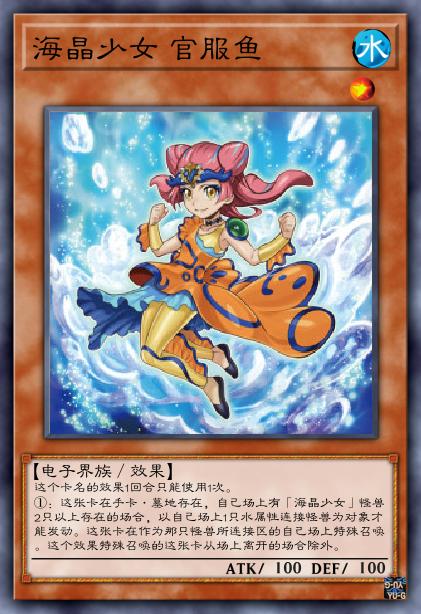 海晶少女 官服鱼
水
【电子界族／效果】
这个卡名的效果1回合只能使用1次。
①：这张卡在手卡・墓地存在，自己场上有「海晶少女」怪兽
2只以上存在的场合，以自己场上1只水属性连接怪兽为对象才
能发动。这张卡在作为那只怪兽所连接区的自己场上特殊召唤
。这个效果特殊召唤的这张卡从场上离开的场合除外。
ATK/ 100 DEF/ 100